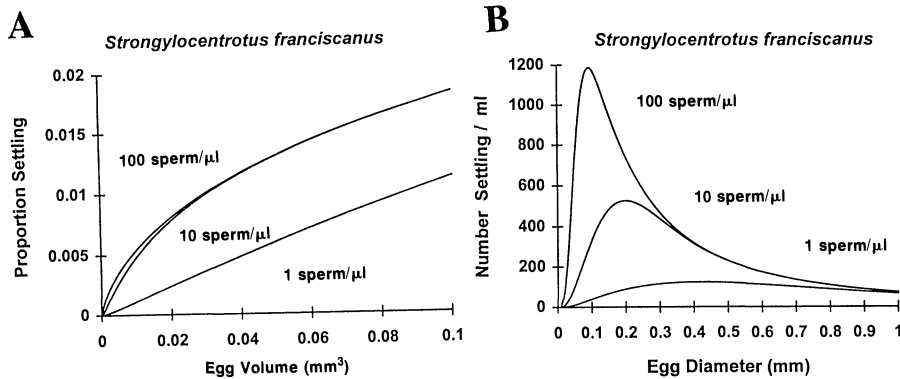 A
Strongylocentrotus franciscanus
Proportion Settling
0.02
0.015
0.01
0.005
0
100 sperm/µl
10 sperm/µl
1 sperm/µl
0 0.02 0.04 0.06 0.08 0.1
Egg Volume (mm³)
B
Strongylocentrotus franciscanus
Number Settling / ml
1200
1000
800
600
400
200
0
100 sperm/µl
10 sperm/µl
1 sperm/µl
0 0.1 0.2 0.3 0.4 0.5 0.6 0.7 0.8 0.9 1
Egg Diameter (mm)